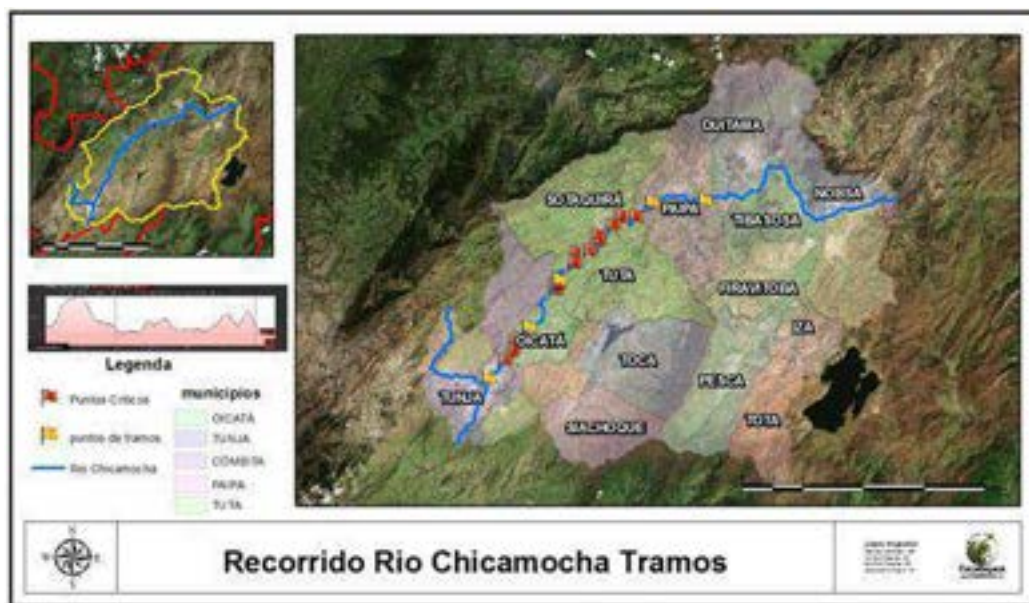 DUITAMA
SOTAQUIRÁ
PAIPA
NOBSA
TIBASOSA
TUTA
FIRAVITOBA
OICATÁ
IZA
TOCA
PESCA
TUNJA
SIACHOQUE
TOTA
Legenda
Puntos Criticos
puntos de tramos
Rio Chicamocha
municipios
OICATÁ
TUNJA
COMBITA
PAIPA
TUTA
N
S
Recorrido Rio Chicamocha Tramos